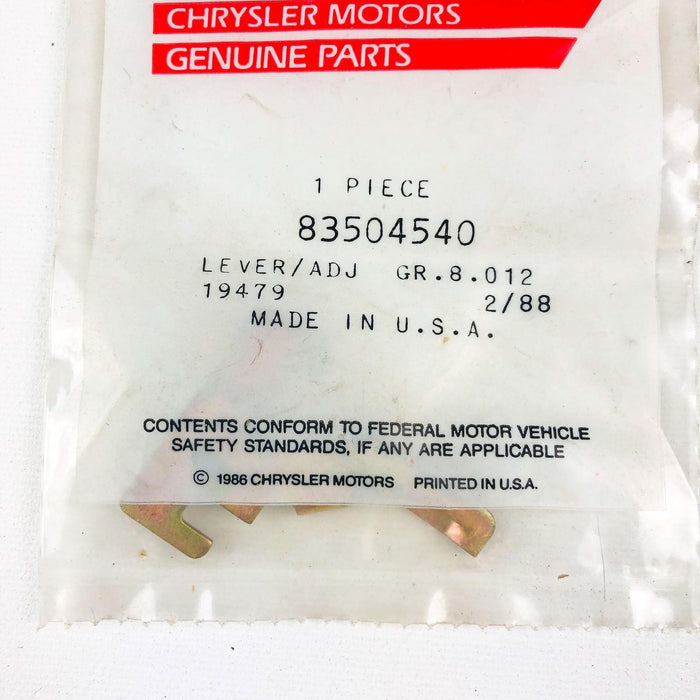 CHRYSLER MOTORS
GENUINE PARTS
1 PIECE
83504540
LEVER/ADJ GR.8.012
19479 2/88
MADE IN U.S.A.
CONTENTS CONFORM TO FEDERAL MOTOR VEHICLE
SAFETY STANDARDS, IF ANY ARE APPLICABLE
© 1986 CHRYSLER MOTORS PRINTED IN U.S.A.